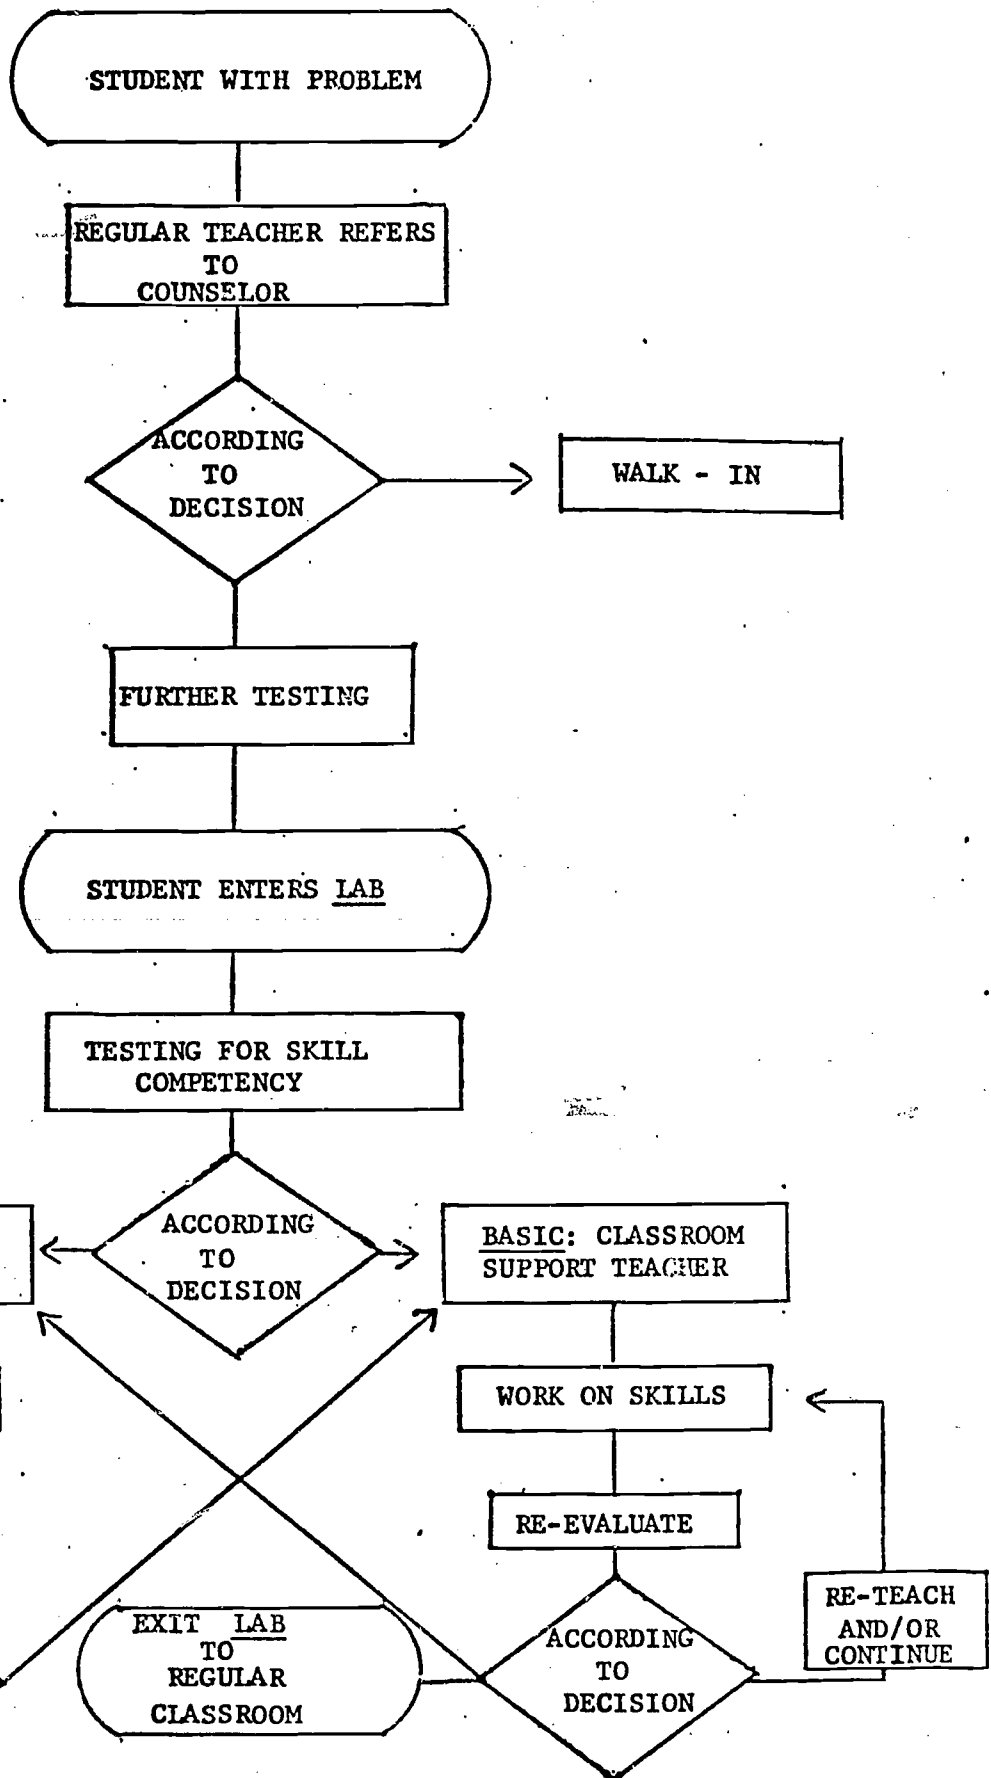 STUDENT WITH PROBLEM
REGULAR TEACHER REFERS
TO
COUNSELOR
ACCORDING
TO
DECISION
WALK - IN
FURTHER TESTING
STUDENT ENTERS LAB
TESTING FOR SKILL
COMPETENCY
ACCORDING
TO
DECISION
BASIC: CLASSROOM
SUPPORT TEACHER
WORK ON SKILLS
RE-EVALUATE
RE-TEACH
AND/OR
CONTINUE
EXIT LAB
TO
REGULAR
CLASSROOM
ACCORDING
TO
DECISION